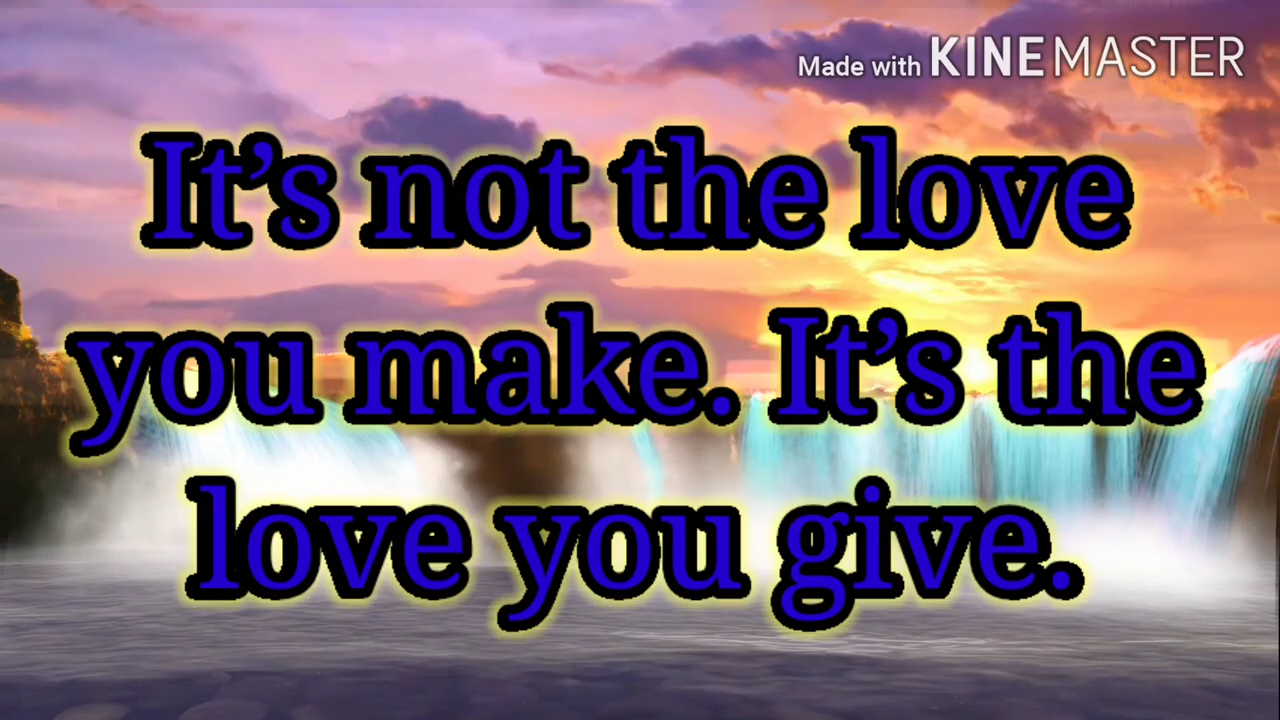 Made with KINEMASTER
It’s not the love
you make. It’s the
love you give.